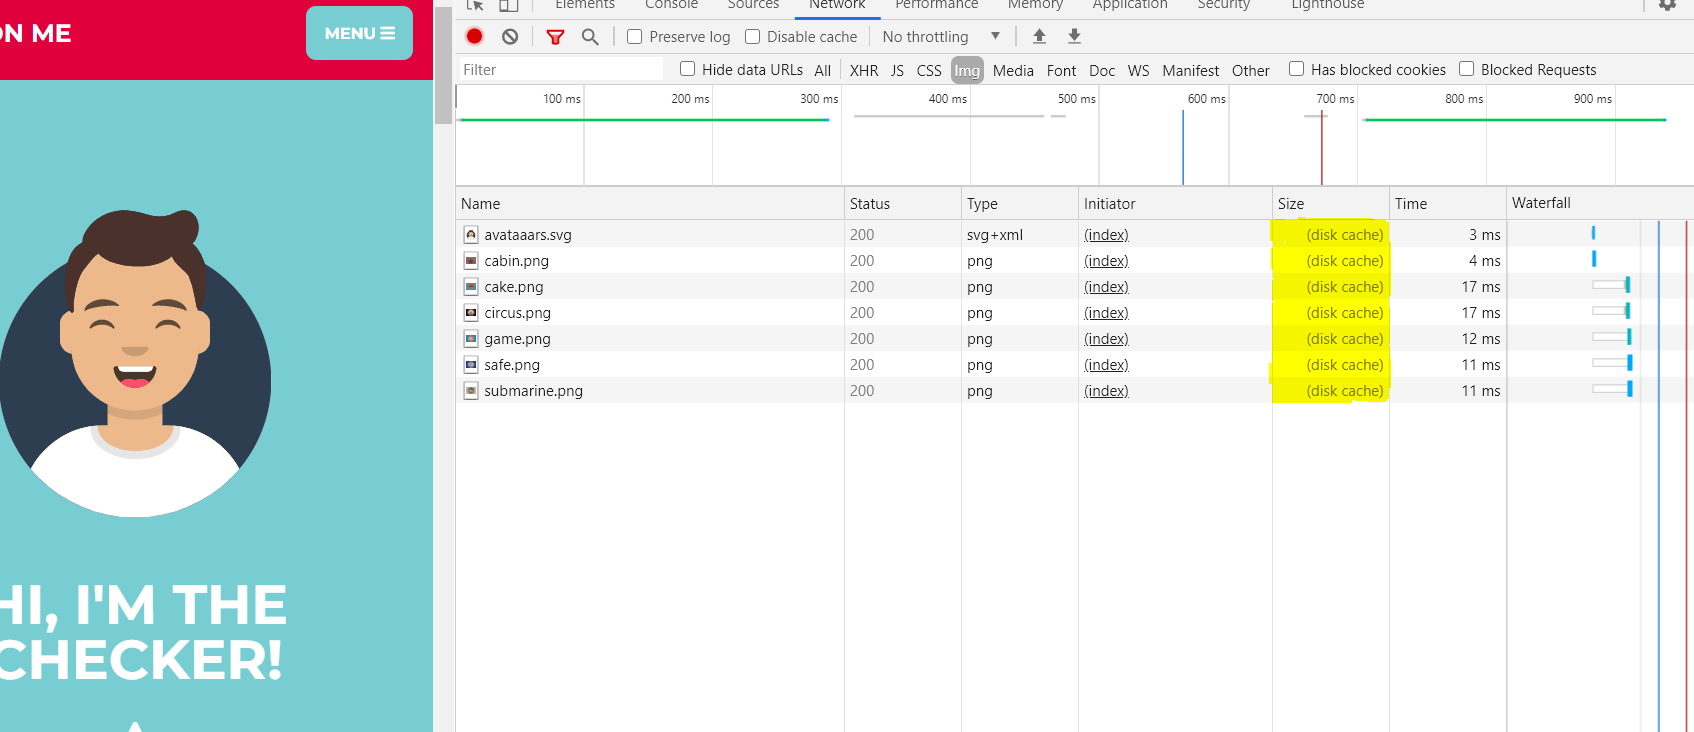 ON ME
MENU
Elements Console Sources Network Performance Memory Application Security Lighthouse
Preserve log Disable cache No throttling
Filter Hide data URLs All XHR JS CSS Img Media Font Doc WS Manifest Other Has blocked cookies Blocked Requests
100 ms 200 ms 300 ms 400 ms 500 ms 600 ms 700 ms 800 ms 900 ms
Name Status Type Initiator Size Time Waterfall
avataaars.svg 200 svg+xml (index) (disk cache) 3 ms
cabin.png 200 png (index) (disk cache) 4 ms
cake.png 200 png (index) (disk cache) 17 ms
circus.png 200 png (index) (disk cache) 17 ms
game.png 200 png (index) (disk cache) 12 ms
safe.png 200 png (index) (disk cache) 11 ms
submarine.png 200 png (index) (disk cache) 11 ms
HI, I'M THE
CHECKER!